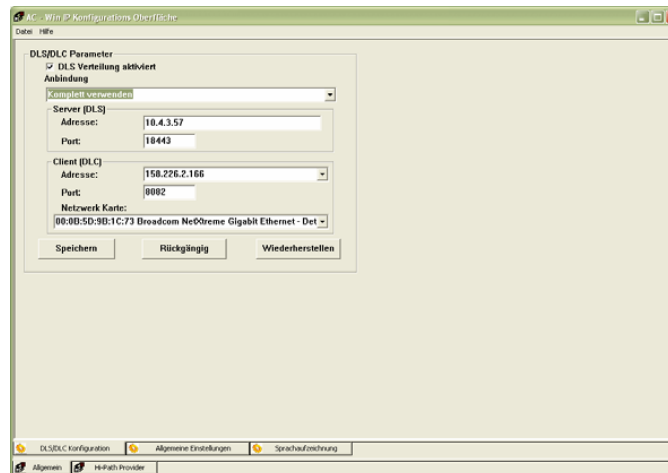 AC - Win IP Konfigurations Oberfläche
Datei Hilfe
DLS/DLC Parameter
DLS Verteilung aktiviert
Anbindung
Komplett verwenden
Server (DLS)
Adresse: 10.4.3.57
Port: 18443
Client (DLC)
Adresse: 158.226.2.166
Port: 8082
Netzwerk Karte:
00:0B:5D:9B:1C:73 Broadcom NetXtreme Gigabit Ethernet - Det
Speichern Rückgängig Wiederherstellen
DLS/DLC Konfiguration Allgemeine Einstellungen Sprachaufzeichnung
Allgemein Hi-Path Provider